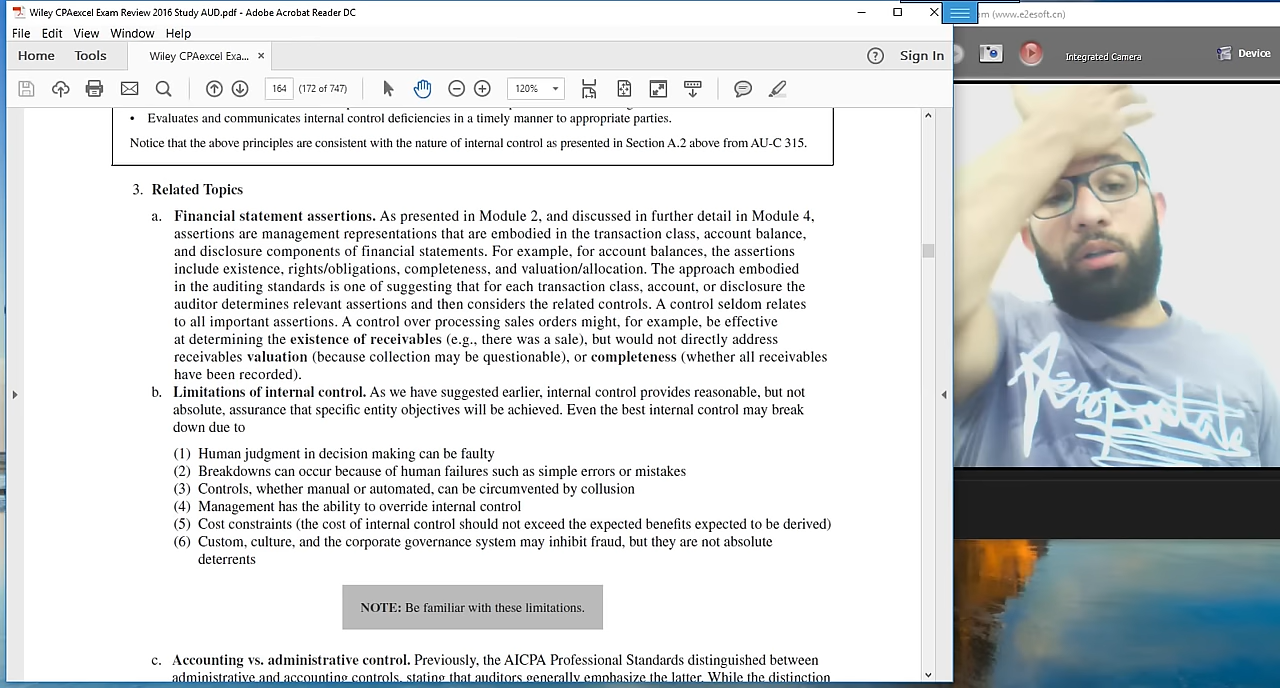 Wiley CPAexcel Exam Review 2016 Study AUD.pdf - Adobe Acrobat Reader DC
m (www.e2esoft.cn)
File Edit View Window Help
Home Tools Wiley CPAexcel Exa... × ? Sign In
Integrated Camera Device
164 (172 of 747) 120%
• Evaluates and communicates internal control deficiencies in a timely manner to appropriate parties.
Notice that the above principles are consistent with the nature of internal control as presented in Section A.2 above from AU-C 315.
3. Related Topics
a. Financial statement assertions. As presented in Module 2, and discussed in further detail in Module 4,
assertions are management representations that are embodied in the transaction class, account balance,
and disclosure components of financial statements. For example, for account balances, the assertions
include existence, rights/obligations, completeness, and valuation/allocation. The approach embodied
in the auditing standards is one of suggesting that for each transaction class, account, or disclosure the
auditor determines relevant assertions and then considers the related controls. A control seldom relates
to all important assertions. A control over processing sales orders might, for example, be effective
at determining the existence of receivables (e.g., there was a sale), but would not directly address
receivables valuation (because collection may be questionable), or completeness (whether all receivables
have been recorded).
b. Limitations of internal control. As we have suggested earlier, internal control provides reasonable, but not
absolute, assurance that specific entity objectives will be achieved. Even the best internal control may break
down due to
(1) Human judgment in decision making can be faulty
(2) Breakdowns can occur because of human failures such as simple errors or mistakes
(3) Controls, whether manual or automated, can be circumvented by collusion
(4) Management has the ability to override internal control
(5) Cost constraints (the cost of internal control should not exceed the expected benefits expected to be derived)
(6) Custom, culture, and the corporate governance system may inhibit fraud, but they are not absolute
deterrents
NOTE: Be familiar with these limitations.
c. Accounting vs. administrative control. Previously, the AICPA Professional Standards distinguished between
administrative and accounting controls, stating that auditors generally emphasize the latter. While the distinction
Aeropostale